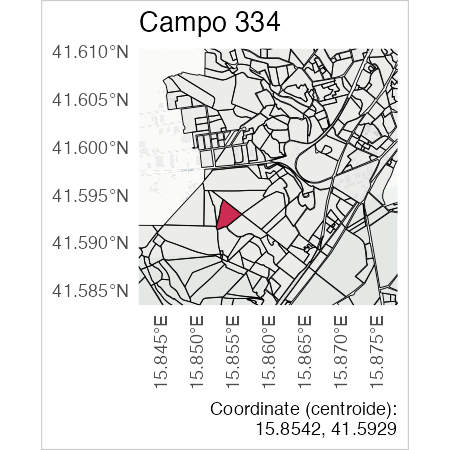 Campo 334
41.610°N
41.605°N
41.600°N
41.595°N
41.590°N
41.585°N
15.845°E
15.850°E
15.855°E
15.860°E
15.865°E
15.870°E
15.875°E
Coordinate (centroide):
15.8542, 41.5929